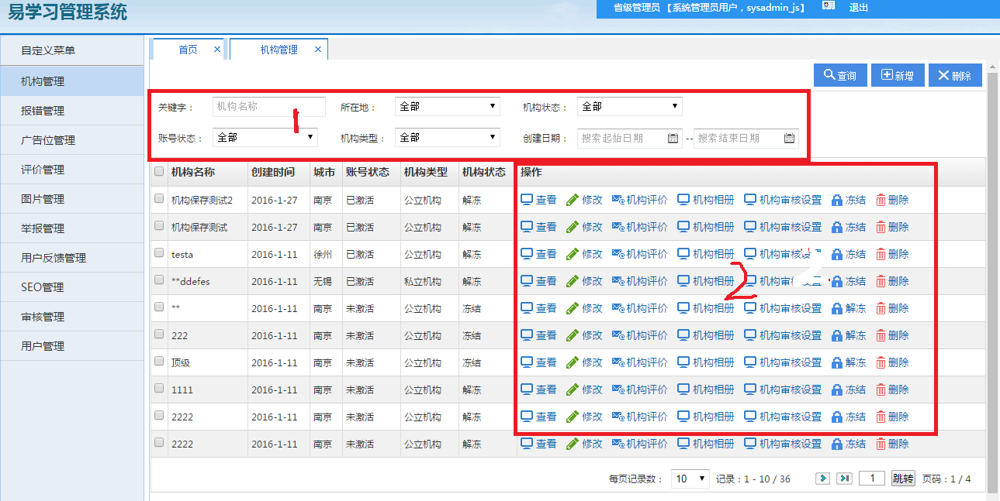 易学习管理系统
省级管理员 【系统管理员用户，sysadmin_js】 退出
自定义菜单
机构管理
报错管理
广告位管理
评价管理
图片管理
举报管理
用户反馈管理
SEO管理
审核管理
用户管理
首页 × 机构管理 ×
查询 新增 删除
关键字： 机构名称 所在地： 全部 机构状态： 全部
1
账号状态： 全部 机构类型： 全部 创建日期： 搜索起始日期 -- 搜索结束日期
机构名称 创建时间 城市 账号状态 机构类型 机构状态 操作
机构保存测试2 2016-1-27 南京 已激活 公立机构 解冻 查看 修改 机构评价 机构相册 机构审核设置 冻结 删除
机构保存测试 2016-1-27 南京 已激活 公立机构 解冻 查看 修改 机构评价 机构相册 机构审核设置 冻结 删除
testa 2016-1-11 徐州 已激活 公立机构 解冻 查看 修改 机构评价 机构相册 机构审核设置 冻结 删除
**ddefes 2016-1-11 无锡 已激活 私立机构 解冻 查看 修改 机构评价 机构相册 机构审核设置 冻结 删除
2
** 2016-1-11 南京 未激活 公立机构 冻结 查看 修改 机构评价 机构相册 机构审核设置 解冻 删除
222 2016-1-11 南京 未激活 公立机构 冻结 查看 修改 机构评价 机构相册 机构审核设置 解冻 删除
顶级 2016-1-11 南京 未激活 公立机构 冻结 查看 修改 机构评价 机构相册 机构审核设置 解冻 删除
1111 2016-1-11 南京 未激活 公立机构 解冻 查看 修改 机构评价 机构相册 机构审核设置 冻结 删除
2222 2016-1-11 南京 未激活 公立机构 解冻 查看 修改 机构评价 机构相册 机构审核设置 冻结 删除
2222 2016-1-11 南京 未激活 公立机构 解冻 查看 修改 机构评价 机构相册 机构审核设置 冻结 删除
每页记录数： 10 记录：1 - 10 / 36 1 跳转 页码：1 / 4